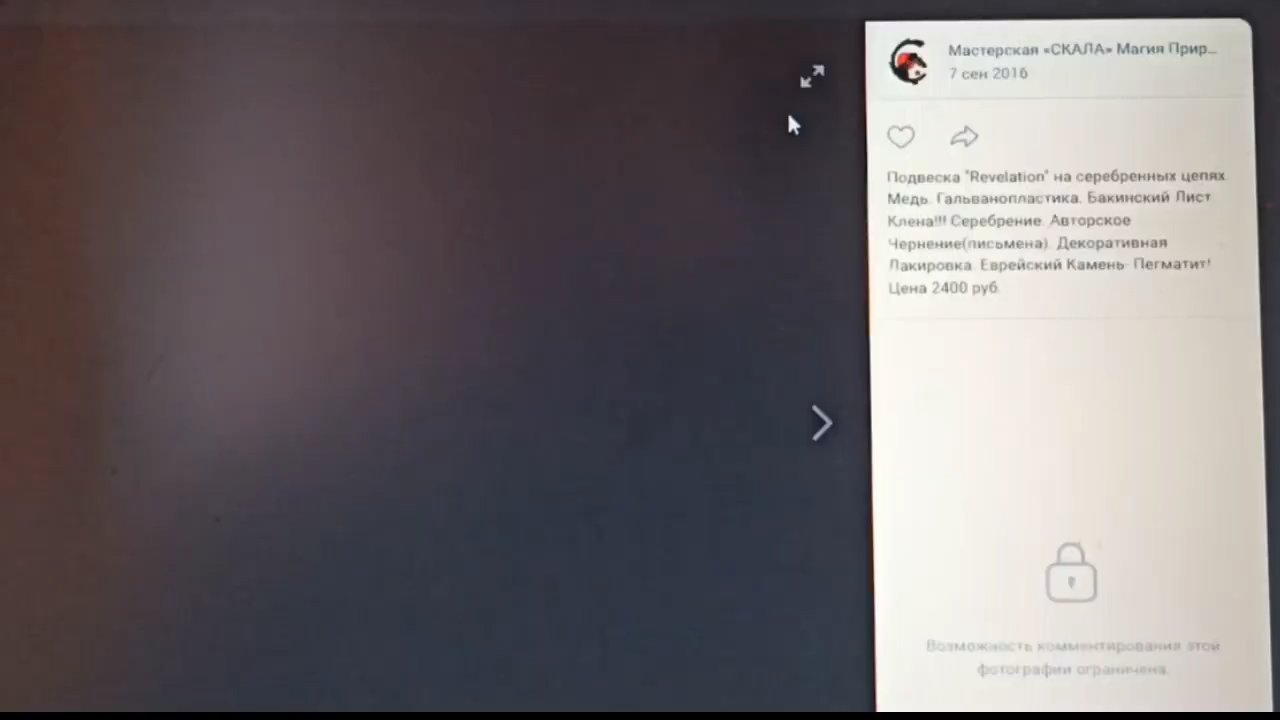 Мастерская «СКАЛА» Магия Прир...
7 сен 2016
Подвеска "Revelation" на серебренных цепях.
Медь. Гальванопластика. Бакинский Лист
Клена!!! Серебрение. Авторское
Чернение(письмена). Декоративная
Лакировка. Еврейский Камень- Пегматит!
Цена 2400 руб.
Возможность комментирования этой
фотографии ограничена.